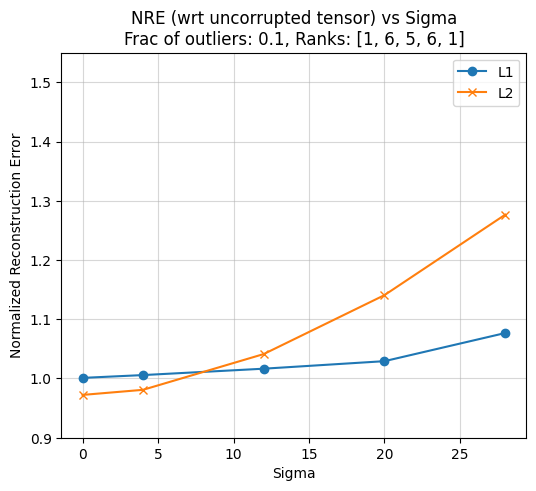 NRE (wrt uncorrupted tensor) vs Sigma
Frac of outliers: 0.1, Ranks: [1, 6, 5, 6, 1]
L1
L2
Normalized Reconstruction Error
1.5
1.4
1.3
1.2
1.1
1.0
0.9
0
5
10
15
20
25
Sigma